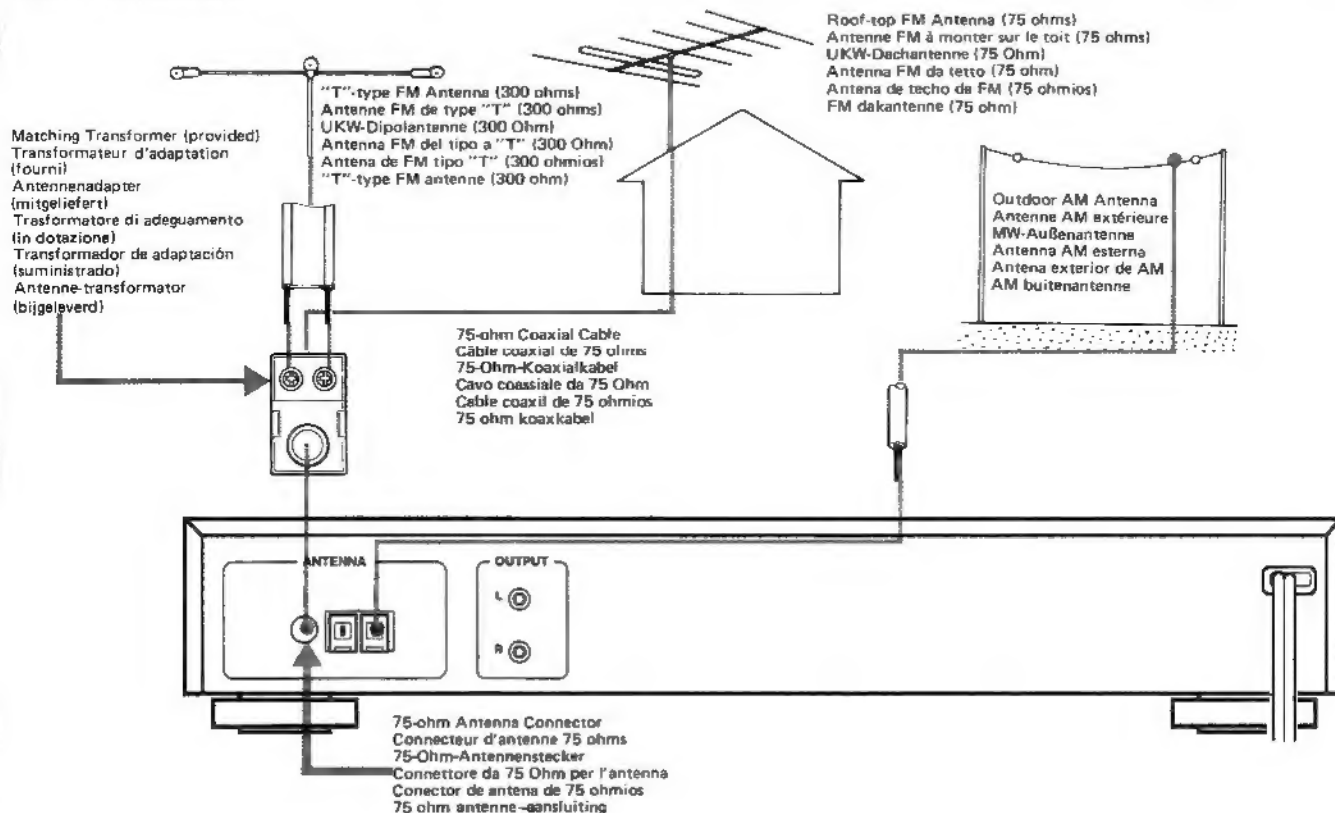 Roof-top FM Antenna (75 ohms)
Antenne FM à monter sur le toit (75 ohms)
UKW-Dachantenne (75 Ohm)
Antenna FM da tetto (75 ohm)
Antena de techo de FM (75 ohmios)
FM dakantenne (75 ohm)
"T"-type FM Antenna (300 ohms)
Antenne FM de type "T" (300 ohms)
UKW-Dipolantenne (300 Ohm)
Antenna FM del tipo a "T" (300 Ohm)
Antena de FM tipo "T" (300 ohmios)
"T"-type FM antenne (300 ohm)
Matching Transformer (provided)
Transformateur d'adaptation
(fourni)
Antennenadapter
(mitgeliefert)
Trasformatore di adeguamento
(in dotazione)
Transformador de adaptación
(suministrado)
Antenne-transformator
(bijgeleverd)
Outdoor AM Antenna
Antenne AM extérieure
MW-Außenantenne
Antenna AM esterna
Antena exterior de AM
AM buitenantenne
75-ohm Coaxial Cable
Câble coaxial de 75 ohms
75-Ohm-Koaxialkabel
Cavo coassiale da 75 Ohm
Cable coaxil de 75 ohmios
75 ohm koaxkabel
ANTENNA
OUTPUT
L
R
75-ohm Antenna Connector
Connecteur d'antenne 75 ohms
75-Ohm-Antennenstecker
Connettore da 75 Ohm per l'antenna
Conector de antena de 75 ohmios
75 ohm antenne-aansluiting